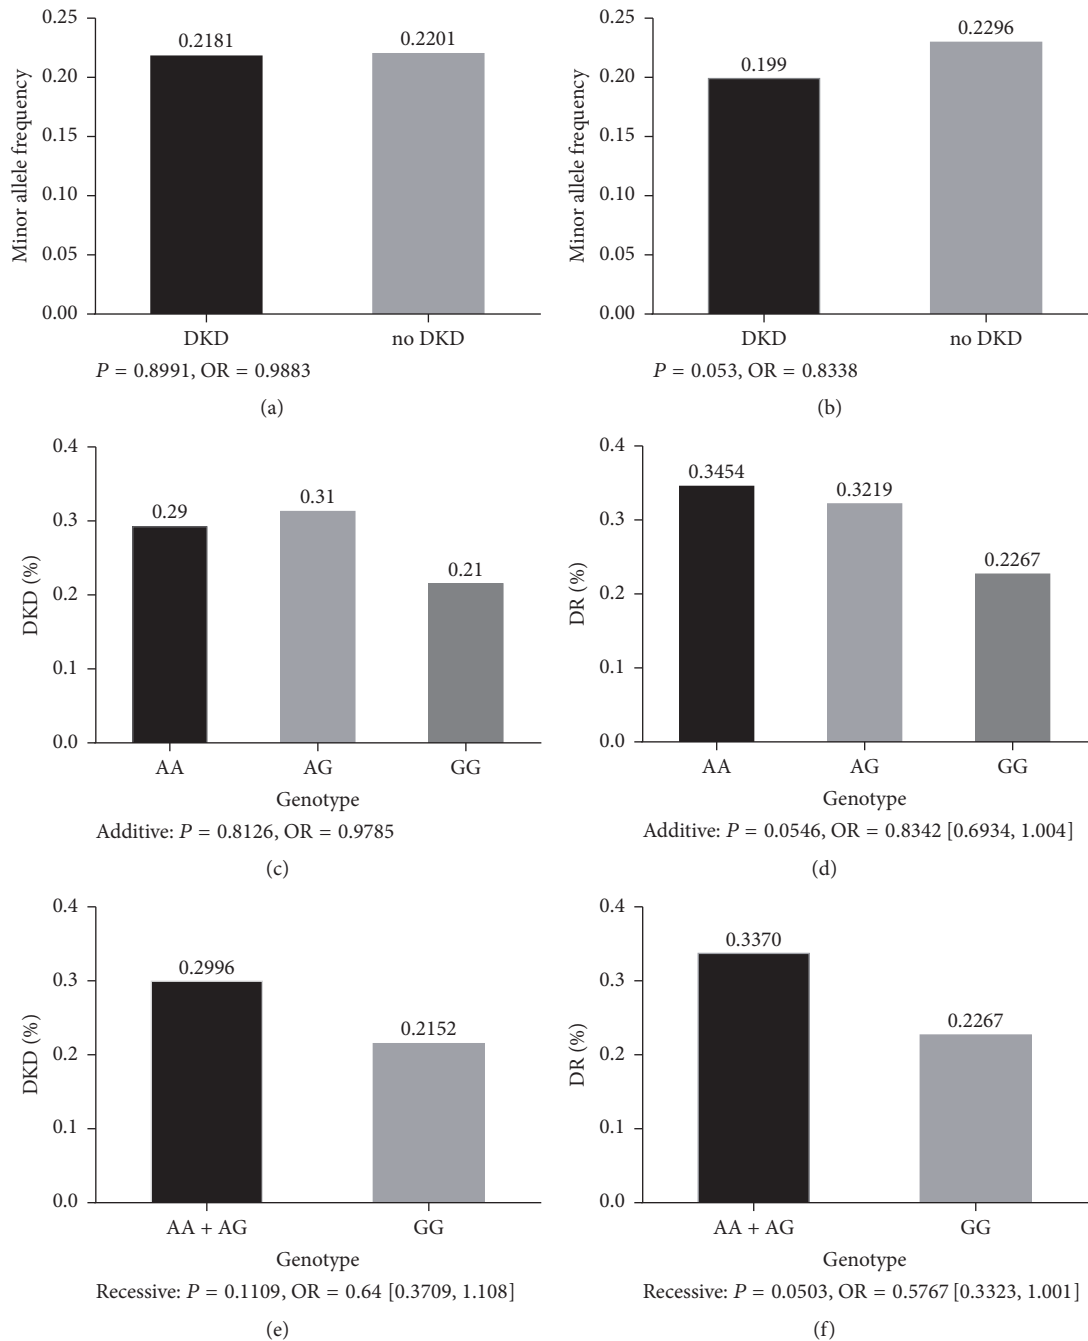 0.25
0.20
0.15
0.10
0.05
0.00
Minor allele frequency
0.2181
0.2201
DKD
no DKD
P = 0.8991, OR = 0.9883
(a)
0.25
0.20
0.15
0.10
0.05
0.00
Minor allele frequency
0.199
0.2296
DKD
no DKD
P = 0.053, OR = 0.8338
(b)
0.4
0.3
0.2
0.1
0.0
DKD (%)
0.29
0.31
0.21
AA
AG
GG
Genotype
Additive: P = 0.8126, OR = 0.9785
(c)
0.4
0.3
0.2
0.1
0.0
DR (%)
0.3454
0.3219
0.2267
AA
AG
GG
Genotype
Additive: P = 0.0546, OR = 0.8342 [0.6934, 1.004]
(d)
0.4
0.3
0.2
0.1
0.0
DKD (%)
0.2996
0.2152
AA + AG
GG
Genotype
Recessive: P = 0.1109, OR = 0.64 [0.3709, 1.108]
(e)
0.4
0.3
0.2
0.1
0.0
DR (%)
0.3370
0.2267
AA + AG
GG
Genotype
Recessive: P = 0.0503, OR = 0.5767 [0.3323, 1.001]
(f)